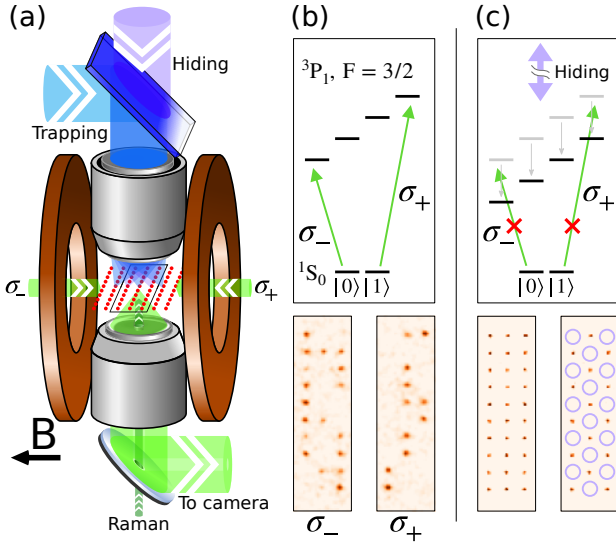 (a)
Hiding
Trapping
σ₋
σ₊
B
To camera
Raman
(b)
³P₁, F = 3/2
σ₋
σ₊
¹S₀
|0⟩ |1⟩
σ₋ σ₊
(c)
Hiding
σ₋
σ₊
|0⟩ |1⟩